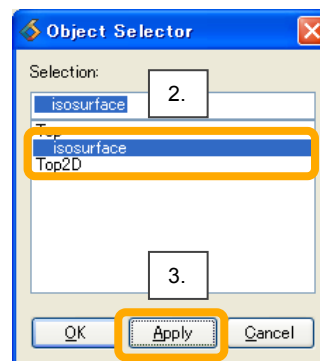 Object Selector
Selection:
isosurface
2.
Top
isosurface
Top2D
3.
OK Apply Cancel